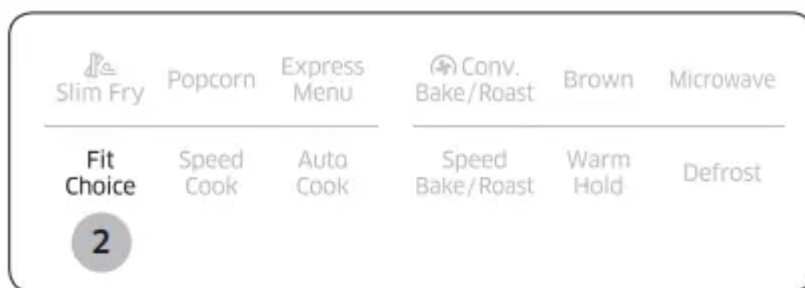 Slim Fry
Popcorn
Express
Menu
Conv.
Bake/Roast
Brown
Microwave
Fit
Choice
Speed
Cook
Auto
Cook
Speed
Bake/Roast
Warm
Hold
Defrost
2